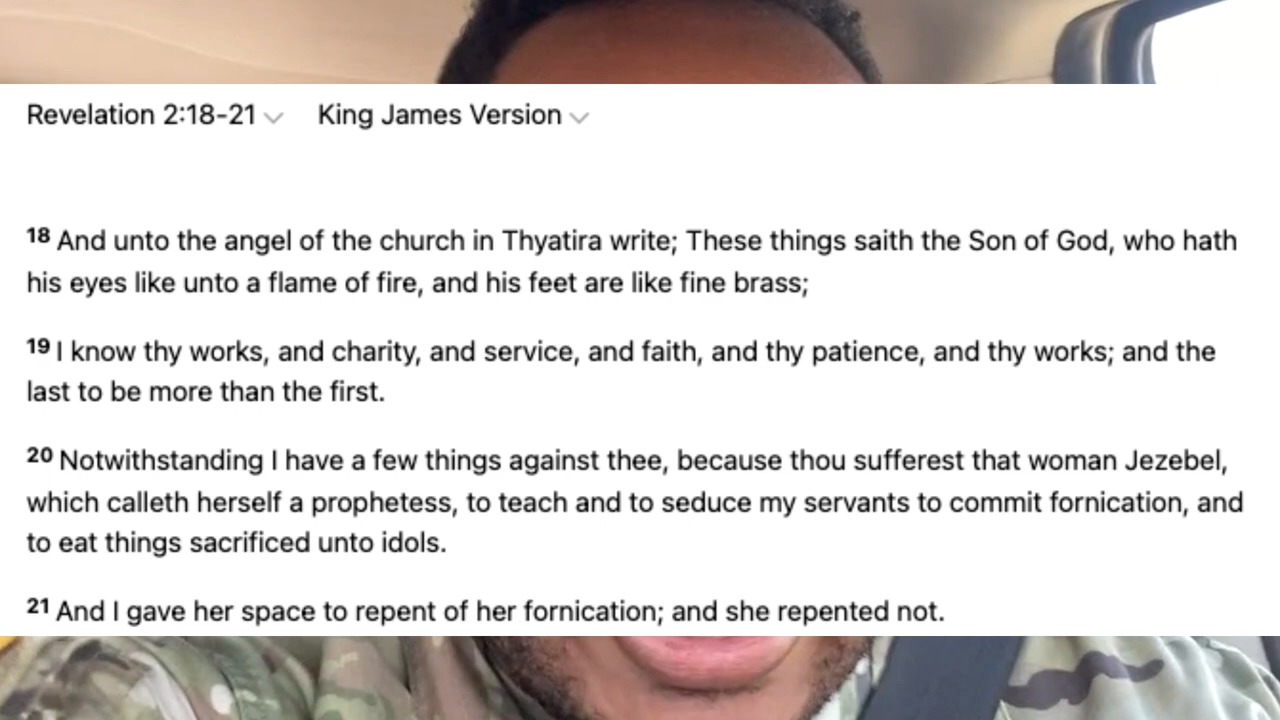 Revelation 2:18-21 King James Version
18 And unto the angel of the church in Thyatira write; These things saith the Son of God, who hath
his eyes like unto a flame of fire, and his feet are like fine brass;
19 I know thy works, and charity, and service, and faith, and thy patience, and thy works; and the
last to be more than the first.
20 Notwithstanding I have a few things against thee, because thou sufferest that woman Jezebel,
which calleth herself a prophetess, to teach and to seduce my servants to commit fornication, and
to eat things sacrificed unto idols.
21 And I gave her space to repent of her fornication; and she repented not.